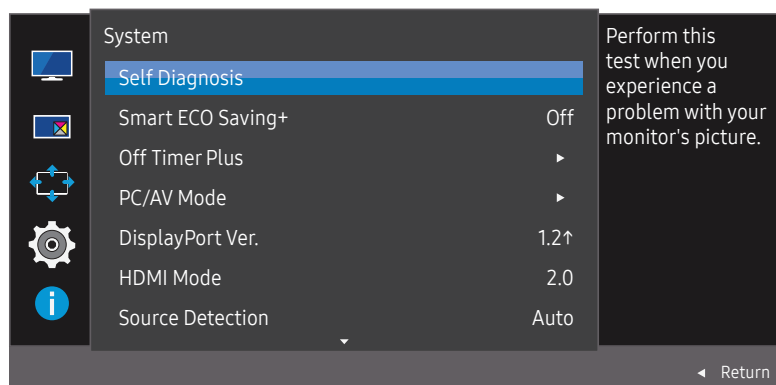 System
Self Diagnosis
Smart ECO Saving+ Off
Off Timer Plus ►
PC/AV Mode ►
DisplayPort Ver. 1.2↑
HDMI Mode 2.0
Source Detection Auto
Perform this
test when you
experience a
problem with your
monitor's picture.
◄ Return